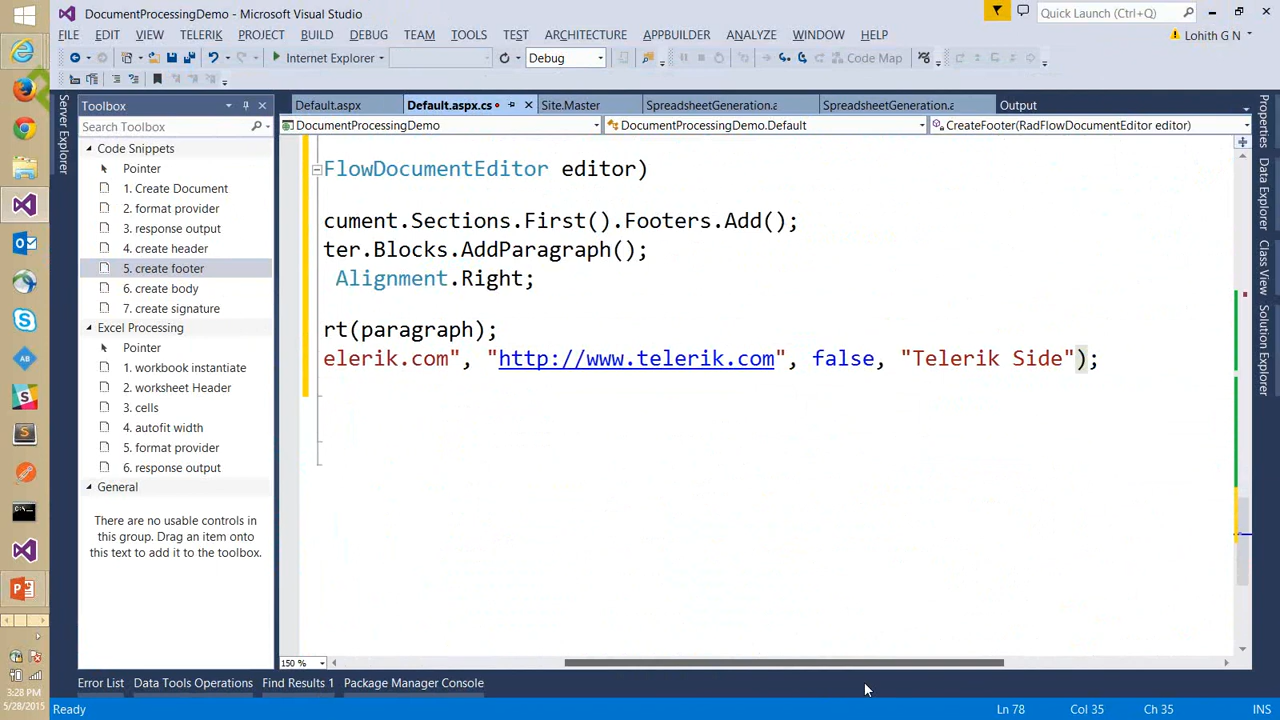 DocumentProcessingDemo - Microsoft Visual Studio
Quick Launch (Ctrl+Q)
FILE EDIT VIEW TELERIK PROJECT BUILD DEBUG TEAM TOOLS TEST ARCHITECTURE APPBUILDER ANALYZE WINDOW HELP
Lohith G N
Internet Explorer
Debug
Code Map
Server Explorer
Toolbox
Default.aspx
Default.aspx.cs
Site.Master
SpreadsheetGeneration.a
SpreadsheetGeneration.a
Output
Search Toolbox
DocumentProcessingDemo
DocumentProcessingDemo.Default
CreateFooter(RadFlowDocumentEditor editor)
Code Snippets
Pointer
1. Create Document
2. format provider
3. response output
4. create header
5. create footer
6. create body
7. create signature
Excel Processing
Pointer
1. workbook instantiate
2. worksheet Header
3. cells
4. autofit width
5. format provider
6. response output
General
There are no usable controls in
this group. Drag an item onto
this text to add it to the toolbox.
FlowDocumentEditor editor)
cument.Sections.First().Footers.Add();
ter.Blocks.AddParagraph();
Alignment.Right;
rt(paragraph);
elerik.com", "http://www.telerik.com", false, "Telerik Side");
Properties
Data Explorer
Class View
Solution Explorer
150 %
Error List
Data Tools Operations
Find Results 1
Package Manager Console
Ready
Ln 78
Col 35
Ch 35
INS
3:28 PM
5/28/2015